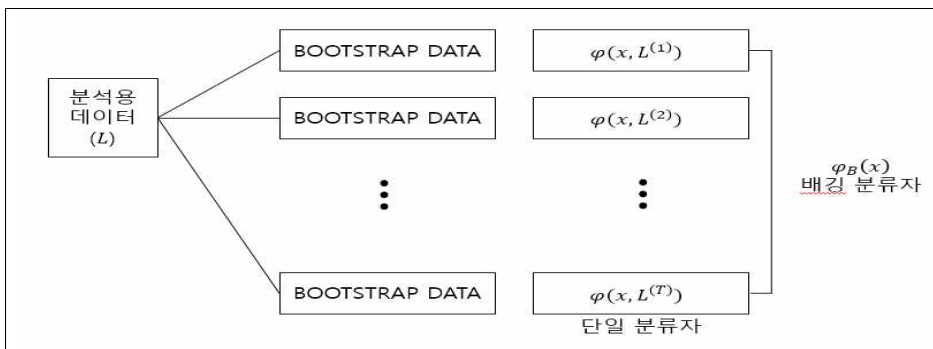 분석용
데이터
(L)
BOOTSTRAP DATA
φ(x, L⁽¹⁾)
BOOTSTRAP DATA
φ(x, L⁽²⁾)
φ_B(x)
배깅 분류자
BOOTSTRAP DATA
φ(x, L⁽ᵀ⁾)
단일 분류자